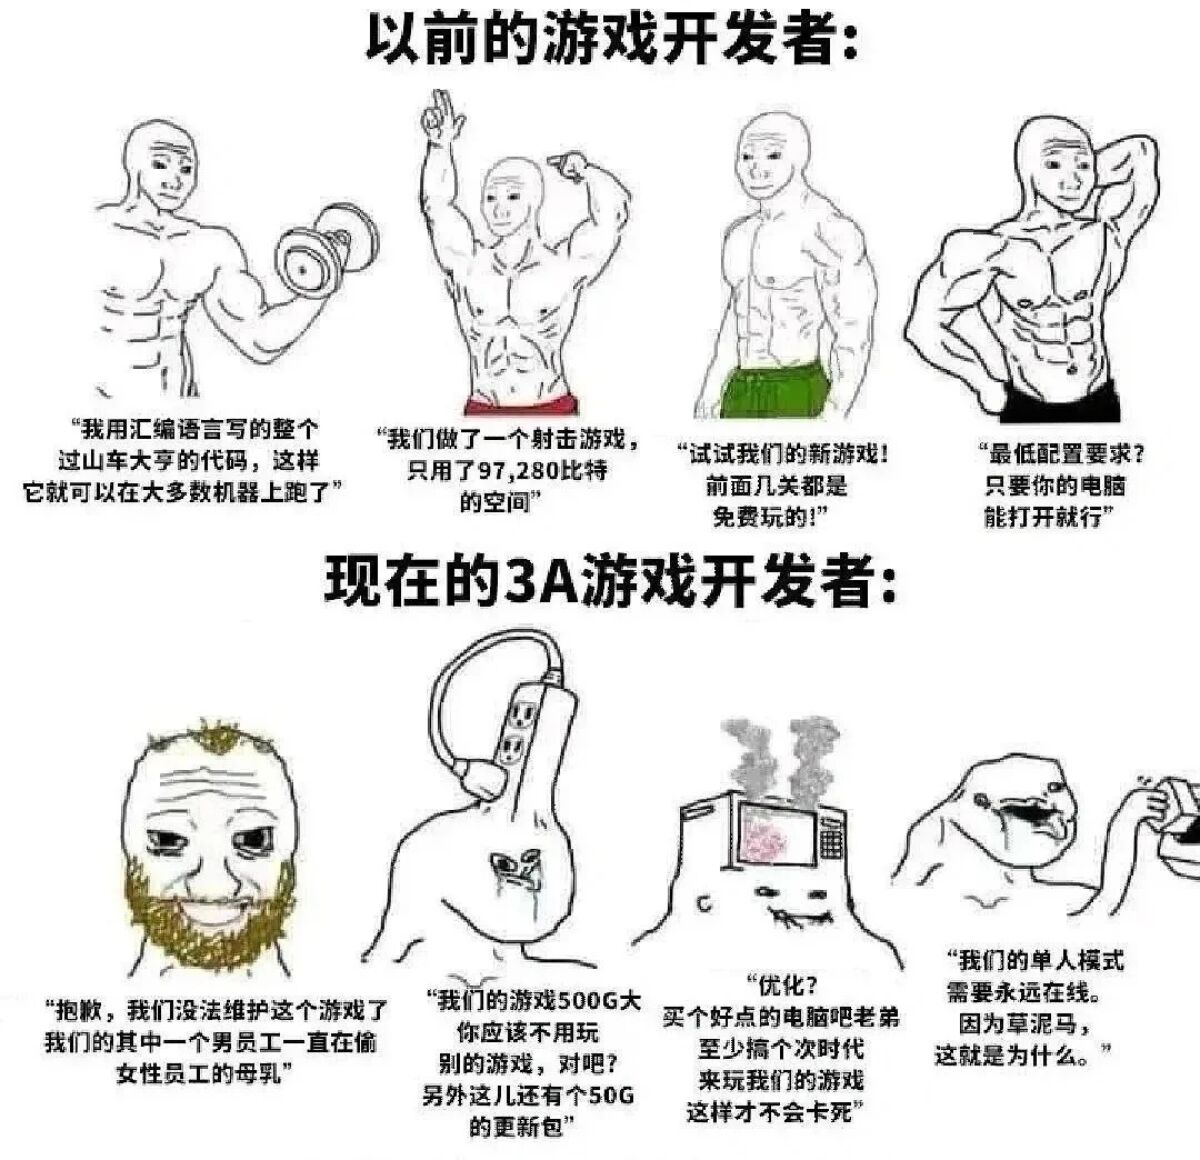 以前的游戏开发者:
“我用汇编语言写的整个
过山车大亨的代码，这样
它就可以在大多数机器上跑了”
“我们做了一个射击游戏，
只用了97,280比特
的空间”
“试试我们的新游戏!
前面几关都是
免费玩的!”
“最低配置要求?
只要你的电脑
能打开就行”
现在的3A游戏开发者:
“抱歉，我们没法维护这个游戏了
我们的其中一个男员工一直在偷
女性员工的母乳”
“我们的游戏500G大
你应该不用玩
别的游戏，对吧?
另外这儿还有个50G
的更新包”
“优化?
买个好点的电脑吧老弟
至少搞个次时代
来玩我们的游戏
这样才不会卡死”
“我们的单人模式
需要永远在线。
因为草泥马，
这就是为什么。”